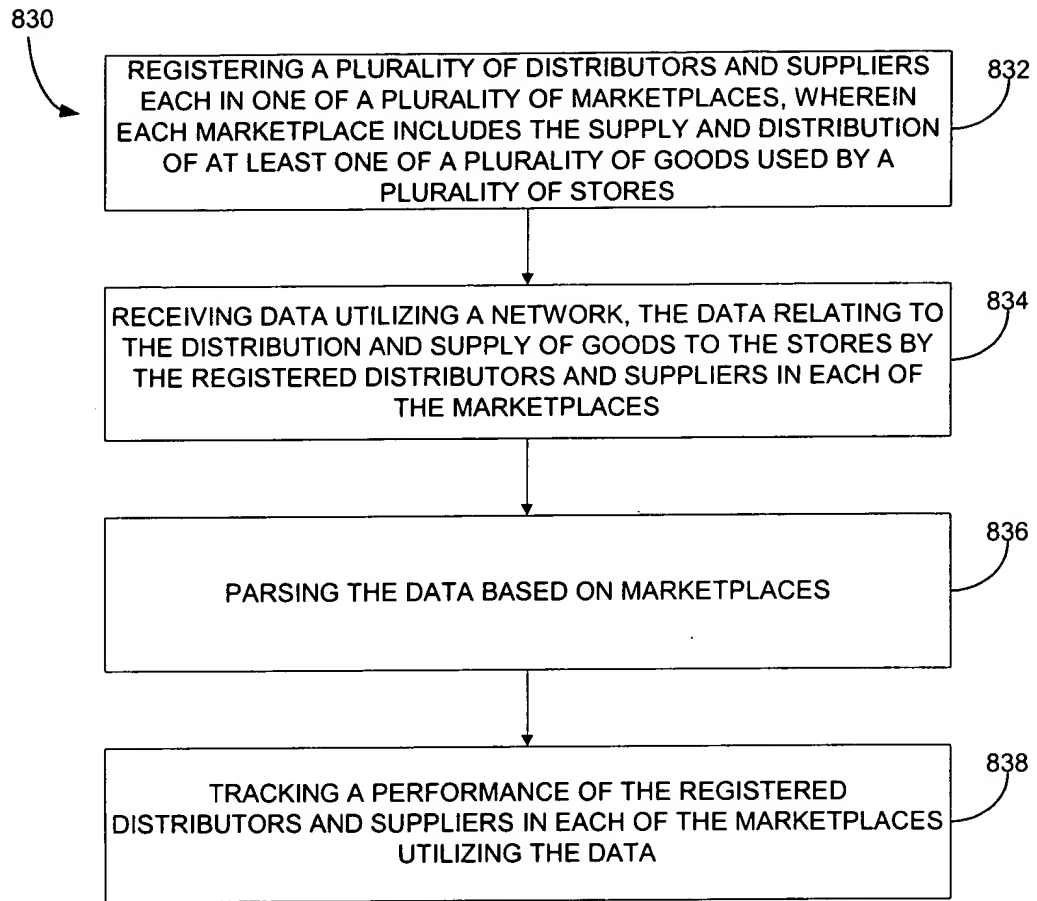 830
REGISTERING A PLURALITY OF DISTRIBUTORS AND SUPPLIERS
EACH IN ONE OF A PLURALITY OF MARKETPLACES, WHEREIN
EACH MARKETPLACE INCLUDES THE SUPPLY AND DISTRIBUTION
OF AT LEAST ONE OF A PLURALITY OF GOODS USED BY A
PLURALITY OF STORES
832
RECEIVING DATA UTILIZING A NETWORK, THE DATA RELATING TO
THE DISTRIBUTION AND SUPPLY OF GOODS TO THE STORES BY
THE REGISTERED DISTRIBUTORS AND SUPPLIERS IN EACH OF
THE MARKETPLACES
834
PARSING THE DATA BASED ON MARKETPLACES
836
TRACKING A PERFORMANCE OF THE REGISTERED
DISTRIBUTORS AND SUPPLIERS IN EACH OF THE MARKETPLACES
UTILIZING THE DATA
838